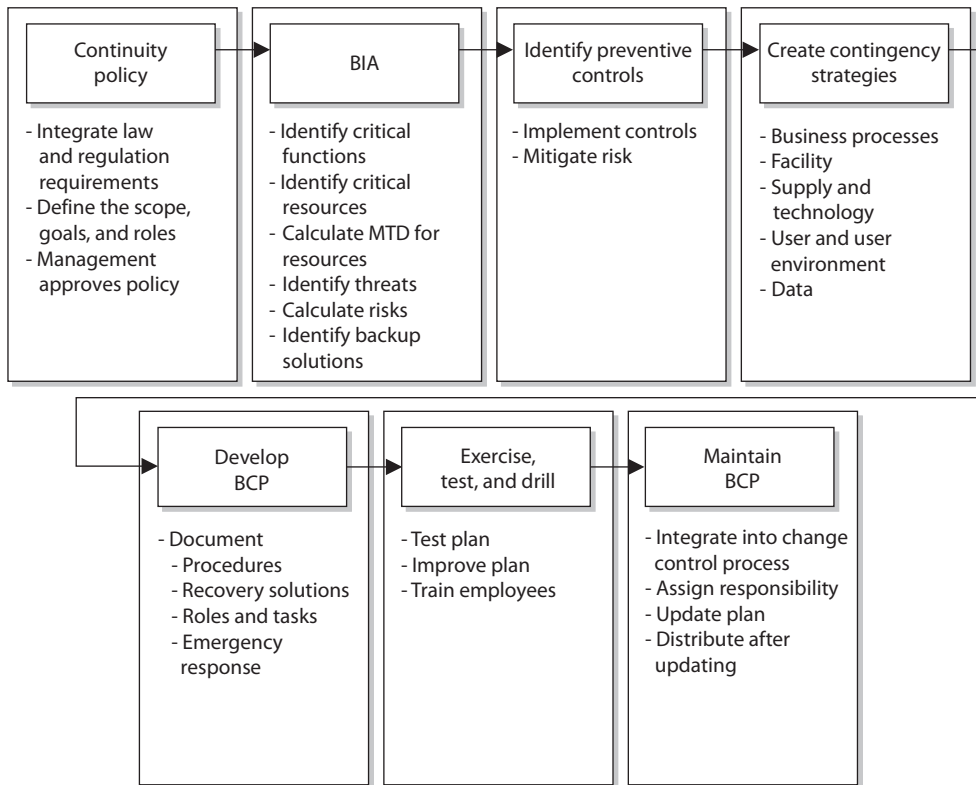 Continuity
policy
- Integrate law
and regulation
requirements
- Define the scope,
goals, and roles
- Management
approves policy
BIA
- Identify critical
functions
- Identify critical
resources
- Calculate MTD for
resources
- Identify threats
- Calculate risks
- Identify backup
solutions
Identify preventive
controls
- Implement controls
- Mitigate risk
Create contingency
strategies
- Business processes
- Facility
- Supply and
technology
- User and user
environment
- Data
Develop
BCP
- Document
- Procedures
- Recovery solutions
- Roles and tasks
- Emergency
response
Exercise,
test, and drill
- Test plan
- Improve plan
- Train employees
Maintain
BCP
- Integrate into change
control process
- Assign responsibility
- Update plan
- Distribute after
updating